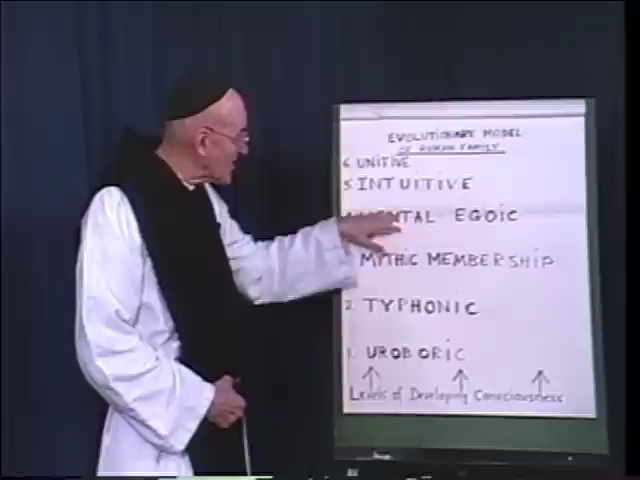 EVOLUTIONARY MODEL
OF HUMAN FAMILY
6. UNITIVE
5. INTUITIVE
EGOIC
MYTHIC MEMBERSHIP
2. TYPHONIC
1. UROBORIC
Levels of Developing Consciousness